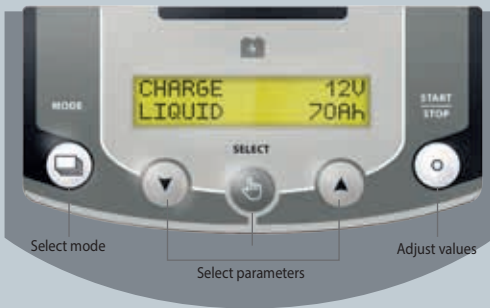 CHARGE 12V
LIQUID 70Ah
MODE
START
STOP
SELECT
Select mode
Adjust values
Select parameters